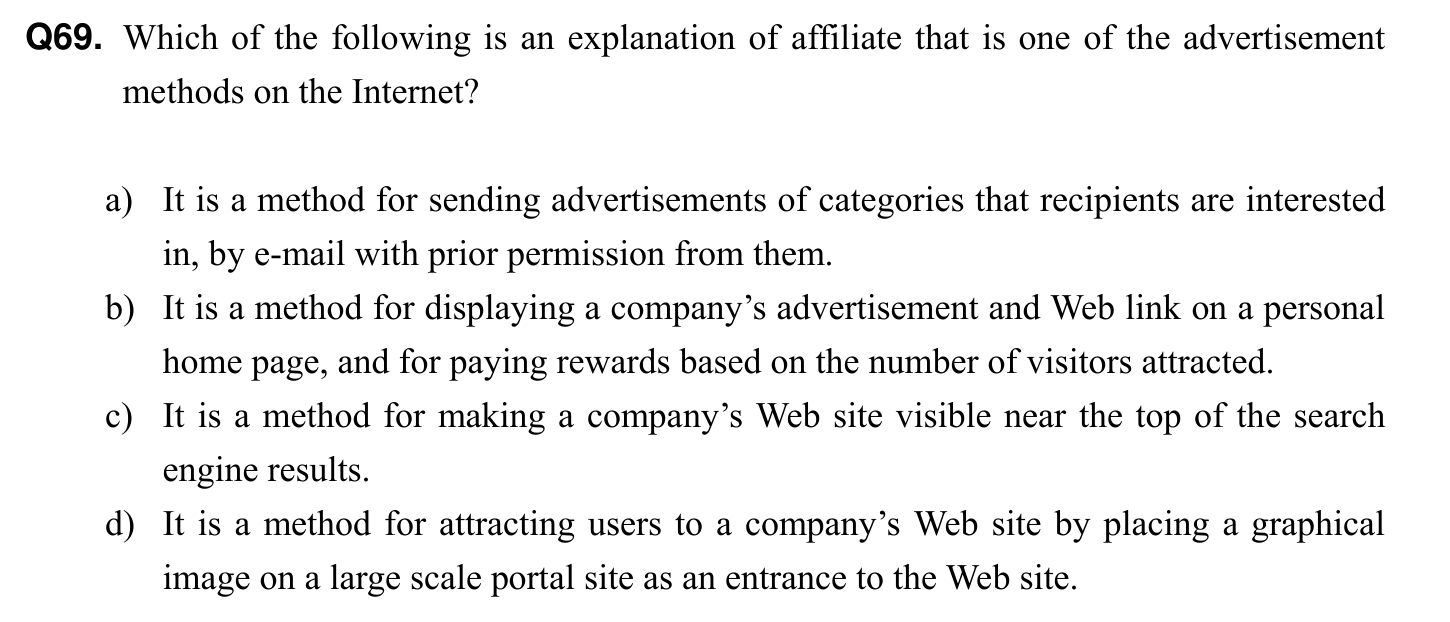 Q69. Which of the following is an explanation of affiliate that is one of the advertisement
methods on the Internet?
a) It is a method for sending advertisements of categories that recipients are interested
in, by e-mail with prior permission from them.
b) It is a method for displaying a company’s advertisement and Web link on a personal
home page, and for paying rewards based on the number of visitors attracted.
c) It is a method for making a company’s Web site visible near the top of the search
engine results.
d) It is a method for attracting users to a company’s Web site by placing a graphical
image on a large scale portal site as an entrance to the Web site.